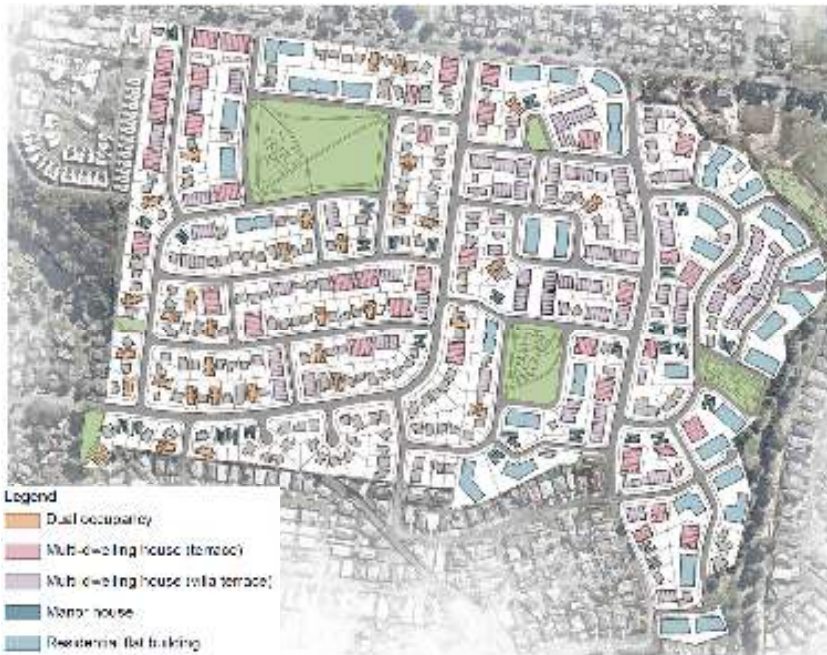 Legend
Dual occupancy
Multi-dwelling house (terrace)
Multi-dwelling house (villa terrace)
Manor house
Residential flat building